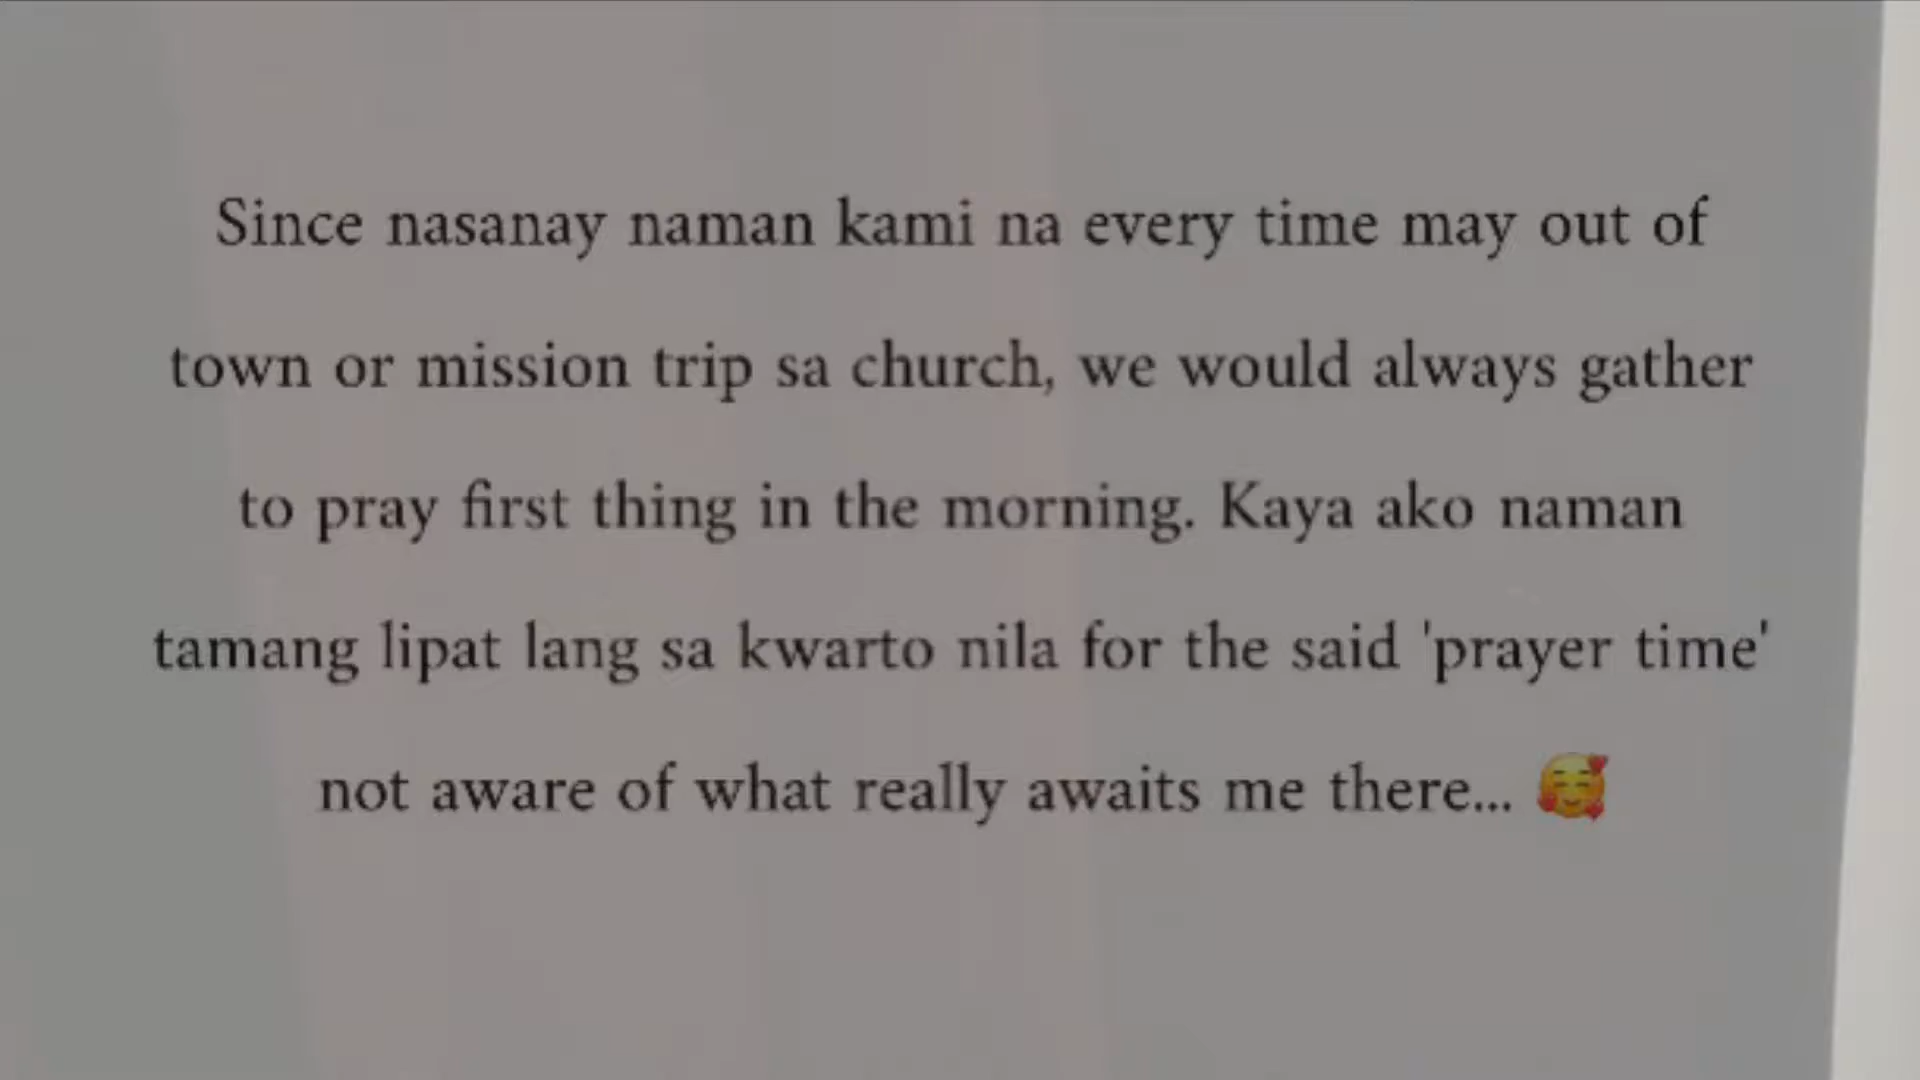 Since nasanay naman kami na every time may out of
town or mission trip sa church, we would always gather
to pray first thing in the morning. Kaya ako naman
tamang lipat lang sa kwarto nila for the said 'prayer time'
not aware of what really awaits me there... 🥰